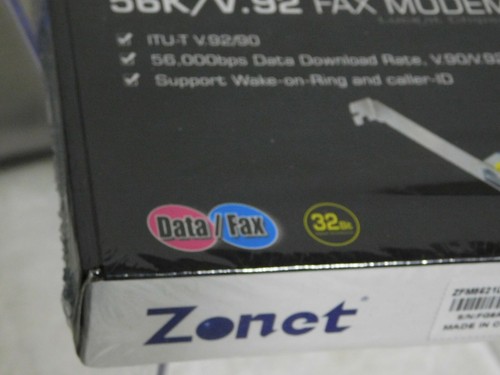 56K/V.92 FAX MODEM
ITU-T V.92/90
56,000bps Data Download Rate, V.90/V.92
Support Wake-on-Ring and caller-ID
Data/Fax
32Bit
Zonet
MADE IN